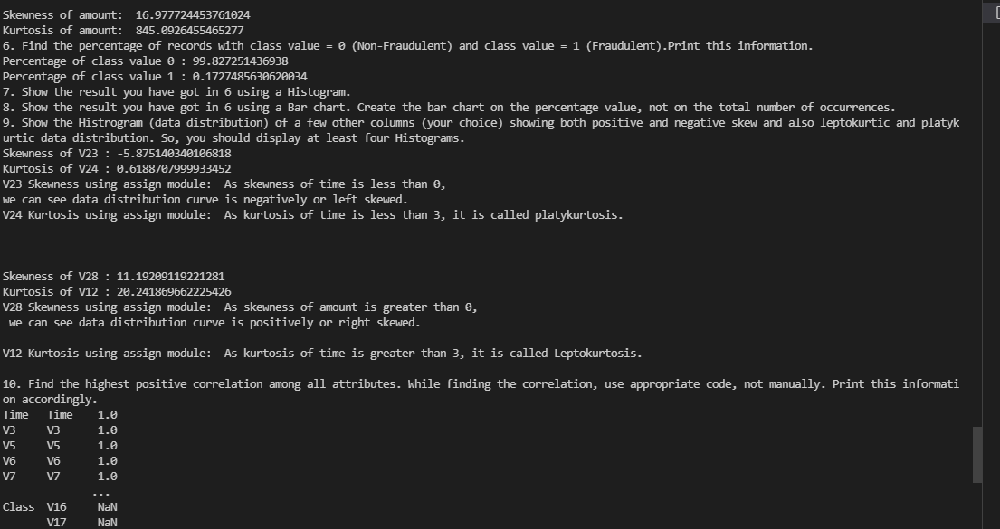 Skewness of amount:  16.977724453761024
Kurtosis of amount:  845.0926455465277
6. Find the percentage of records with class value = 0 (Non-Fraudulent) and class value = 1 (Fraudulent).Print this information.
Percentage of class value 0 : 99.827251436938
Percentage of class value 1 : 0.1727485630620034
7. Show the result you have got in 6 using a Histogram.
8. Show the result you have got in 6 using a Bar chart. Create the bar chart on the percentage value, not on the total number of occurrences.
9. Show the Histrogram (data distribution) of a few other columns (your choice) showing both positive and negative skew and also leptokurtic and platyk
urtic data distribution. So, you should display at least four Histograms.
Skewness of V23 : -5.875140340106818
Kurtosis of V24 : 0.6188707999933452
V23 Skewness using assign module:  As skewness of time is less than 0,
we can see data distribution curve is negatively or left skewed.
V24 Kurtosis using assign module:  As kurtosis of time is less than 3, it is called platykurtosis.
Skewness of V28 : 11.19209119221281
Kurtosis of V12 : 20.241869662225426
V28 Skewness using assign module:  As skewness of amount is greater than 0,
 we can see data distribution curve is positively or right skewed.
V12 Kurtosis using assign module:  As kurtosis of time is greater than 3, it is called Leptokurtosis.
10. Find the highest positive correlation among all attributes. While finding the correlation, use appropriate code, not manually. Print this informati
on accordingly.
Time   Time    1.0
V3     V3      1.0
V5     V5      1.0
V6     V6      1.0
V7     V7      1.0
              ...
Class  V16     NaN
       V17     NaN